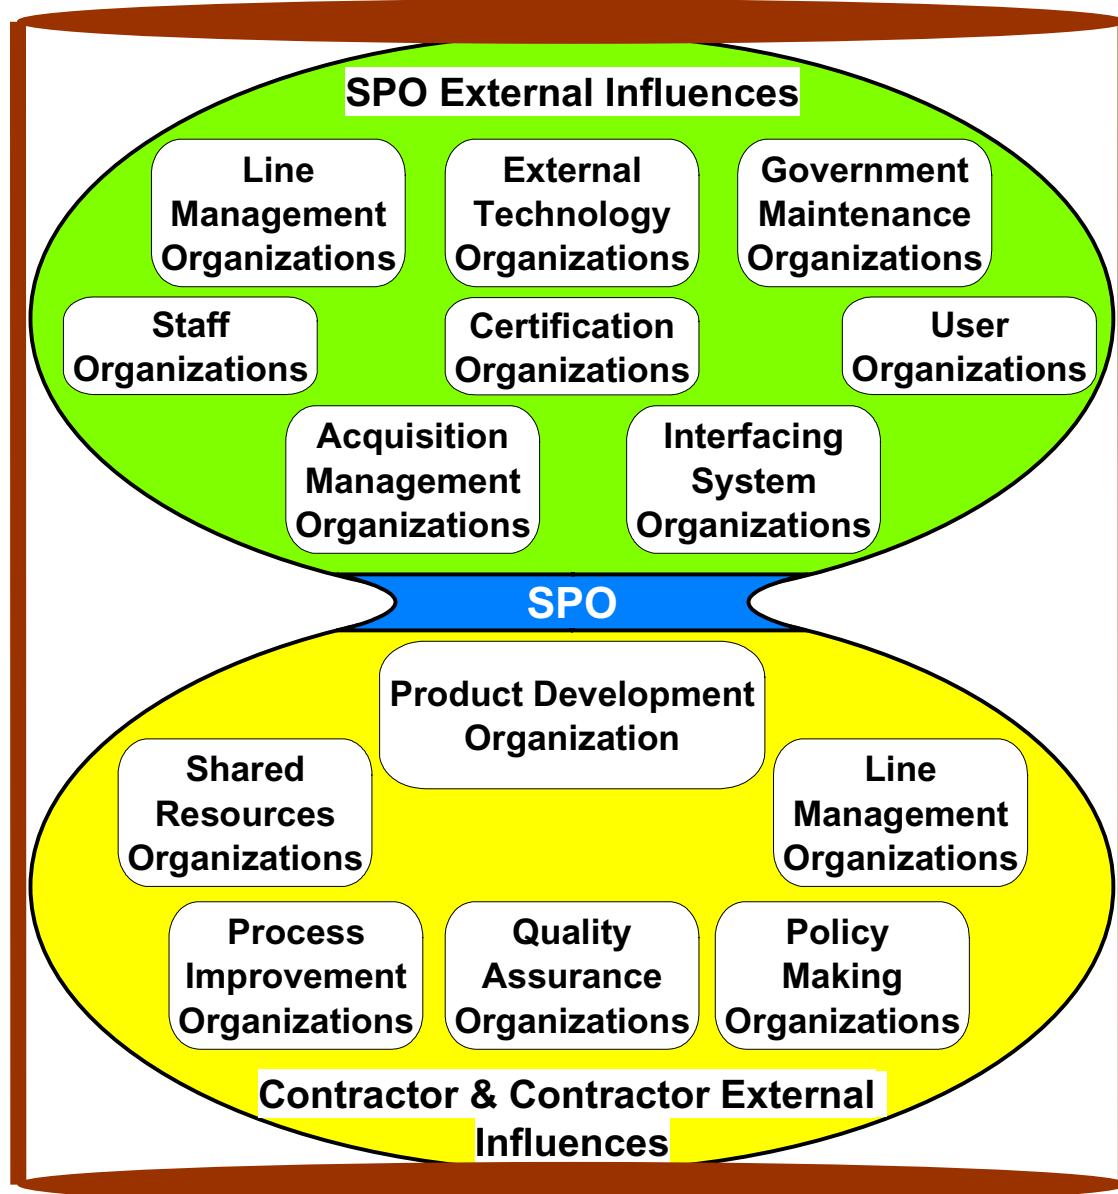 SPO External Influences
Line
Management
Organizations
External
Technology
Organizations
Government
Maintenance
Organizations
Staff
Organizations
Certification
Organizations
User
Organizations
Acquisition
Management
Organizations
Interfacing
System
Organizations
SPO
Product Development
Organization
Shared
Resources
Organizations
Line
Management
Organizations
Process
Improvement
Organizations
Quality
Assurance
Organizations
Policy
Making
Organizations
Contractor & Contractor External
Influences